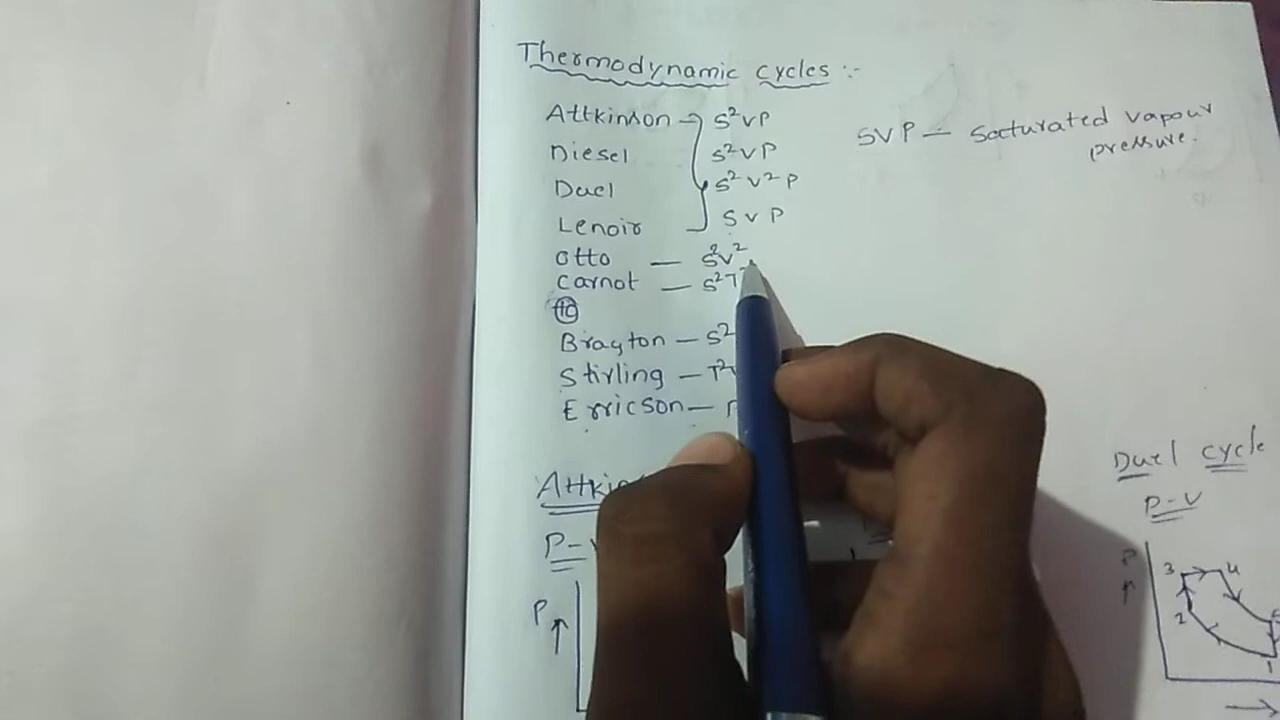 Thermodynamic cycles :-
Attkinson - S²VP
Diesel S²VP
Duel S²V²P
Lenoir SVP
SVP - Saturated vapour
pressure.
Otto - S²V²
Carnot - S²T
Brayton - S²
Stirling - T²
Erricson -
Duel cycle
P-V
P
3 4
2
1
P